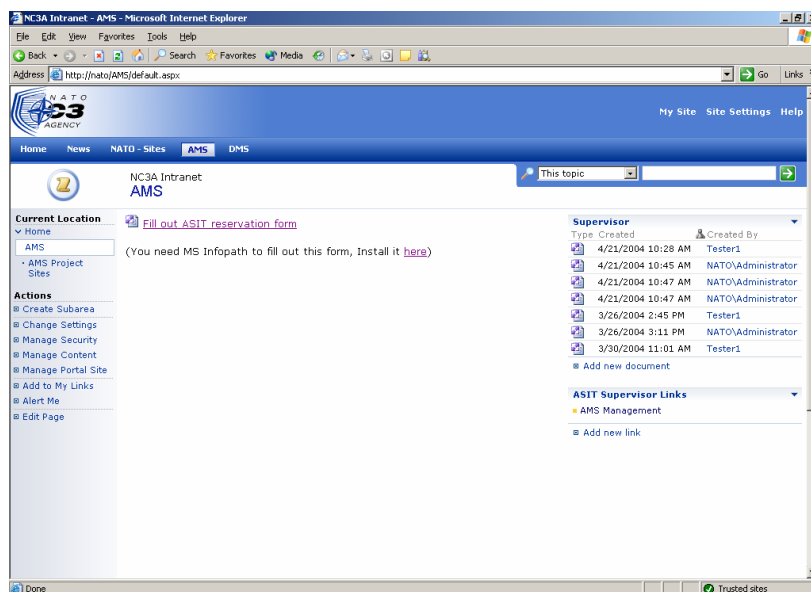 NC3A Intranet - AMS - Microsoft Internet Explorer
File Edit View Favorites Tools Help
Back Search Favorites Media
Address http://nato/AMS/default.aspx Go Links
NATO
C3
AGENCY
My Site Site Settings Help
Home News NATO - Sites AMS DMS
NC3A Intranet
AMS
This topic
Current Location
Home
AMS
AMS Project
Sites
Actions
Create Subarea
Change Settings
Manage Security
Manage Content
Manage Portal Site
Add to My Links
Alert Me
Edit Page
Fill out ASIT reservation form
(You need MS Infopath to fill out this form, Install it here)
Supervisor
Type Created Created By
4/21/2004 10:28 AM Tester1
4/21/2004 10:45 AM NATO\Administrator
4/21/2004 10:47 AM NATO\Administrator
4/21/2004 10:47 AM NATO\Administrator
3/26/2004 2:45 PM Tester1
3/26/2004 3:11 PM NATO\Administrator
3/30/2004 11:01 AM Tester1
Add new document
ASIT Supervisor Links
AMS Management
Add new link
Done Trusted sites